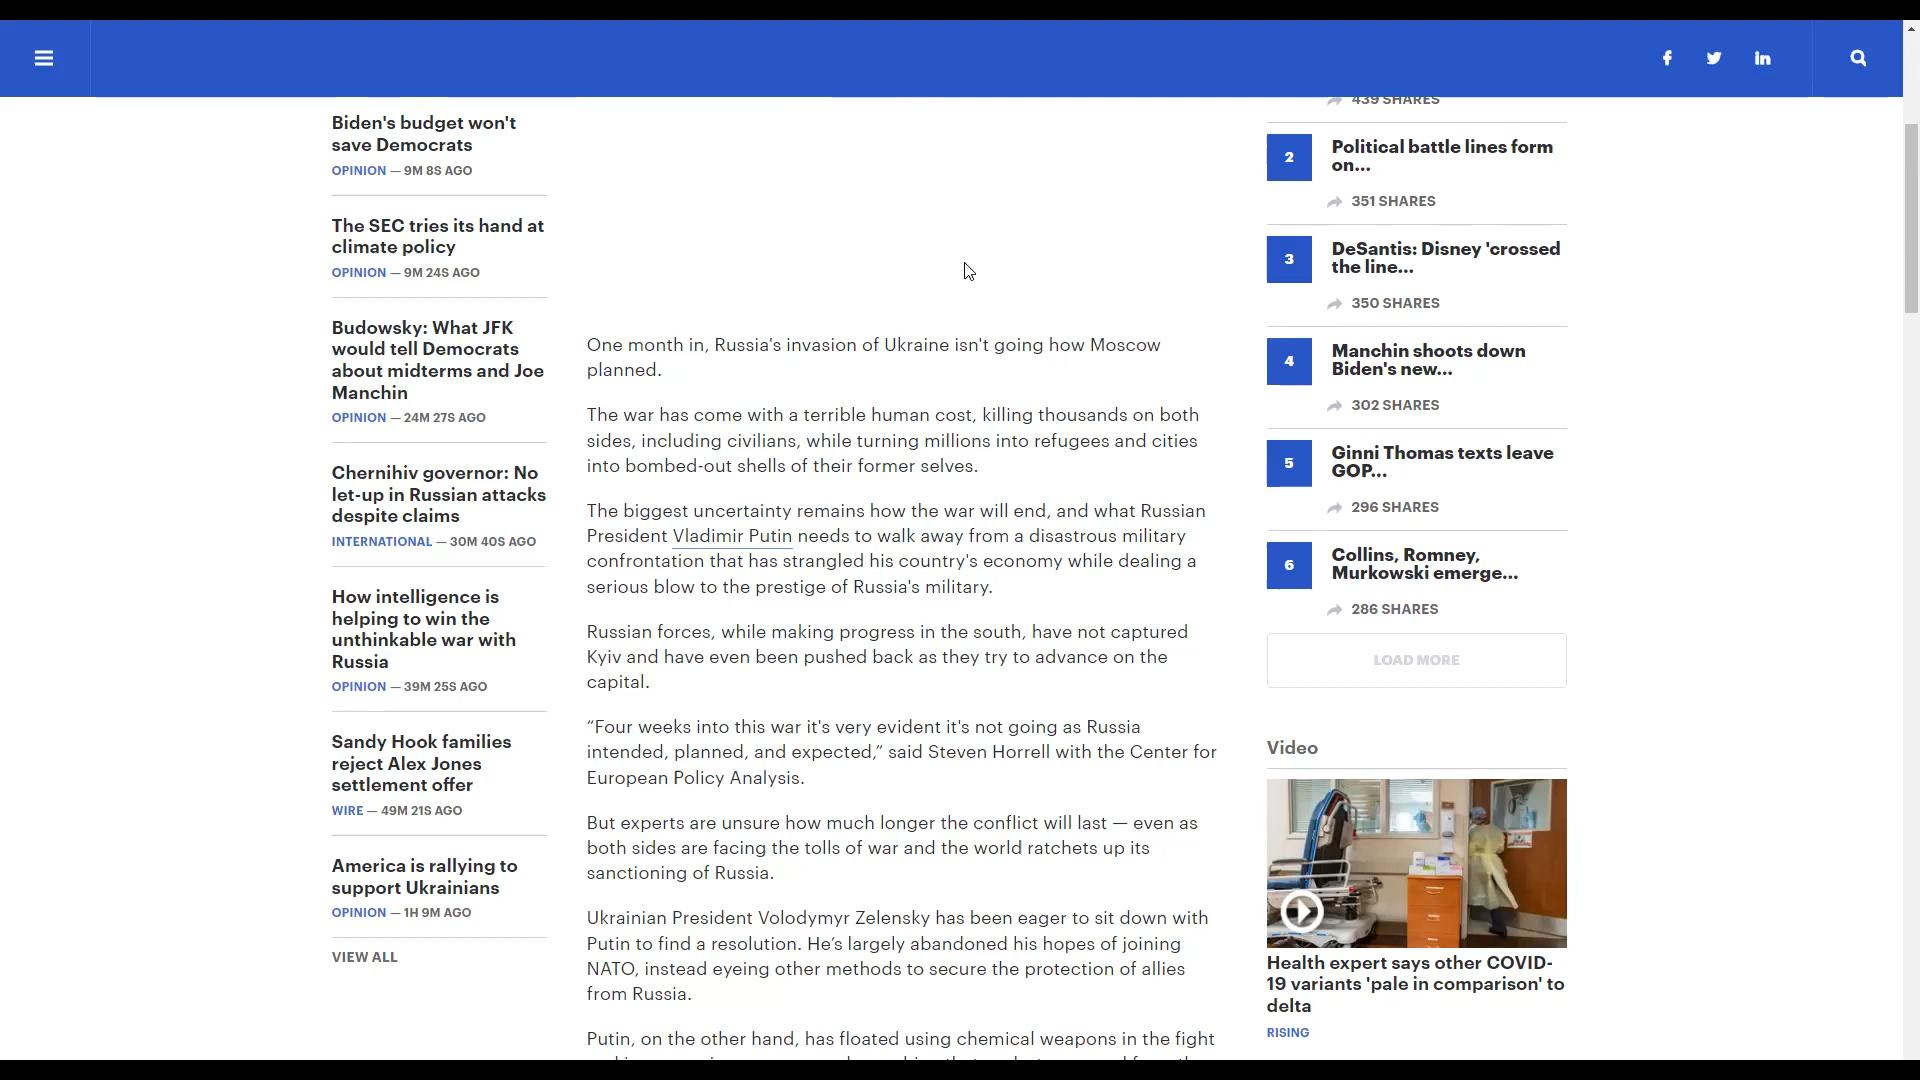 Biden's budget won't
save Democrats
OPINION — 9M 8S AGO
The SEC tries its hand at
climate policy
OPINION — 9M 24S AGO
Budowsky: What JFK
would tell Democrats
about midterms and Joe
Manchin
OPINION — 24M 27S AGO
Chernihiv governor: No
let-up in Russian attacks
despite claims
INTERNATIONAL — 30M 40S AGO
How intelligence is
helping to win the
unthinkable war with
Russia
OPINION — 39M 25S AGO
Sandy Hook families
reject Alex Jones
settlement offer
WIRE — 49M 21S AGO
America is rallying to
support Ukrainians
OPINION — 1H 9M AGO
VIEW ALL
One month in, Russia's invasion of Ukraine isn't going how Moscow
planned.
The war has come with a terrible human cost, killing thousands on both
sides, including civilians, while turning millions into refugees and cities
into bombed-out shells of their former selves.
The biggest uncertainty remains how the war will end, and what Russian
President Vladimir Putin needs to walk away from a disastrous military
confrontation that has strangled his country's economy while dealing a
serious blow to the prestige of Russia's military.
Russian forces, while making progress in the south, have not captured
Kyiv and have even been pushed back as they try to advance on the
capital.
“Four weeks into this war it's very evident it's not going as Russia
intended, planned, and expected,” said Steven Horrell with the Center for
European Policy Analysis.
But experts are unsure how much longer the conflict will last — even as
both sides are facing the tolls of war and the world ratchets up its
sanctioning of Russia.
Ukrainian President Volodymyr Zelensky has been eager to sit down with
Putin to find a resolution. He’s largely abandoned his hopes of joining
NATO, instead eyeing other methods to secure the protection of allies
from Russia.
Putin, on the other hand, has floated using chemical weapons in the fight
439 SHARES
2
Political battle lines form
on...
351 SHARES
3
DeSantis: Disney 'crossed
the line...
350 SHARES
4
Manchin shoots down
Biden's new...
302 SHARES
5
Ginni Thomas texts leave
GOP...
296 SHARES
6
Collins, Romney,
Murkowski emerge...
286 SHARES
LOAD MORE
Video
Health expert says other COVID-
19 variants 'pale in comparison' to
delta
RISING